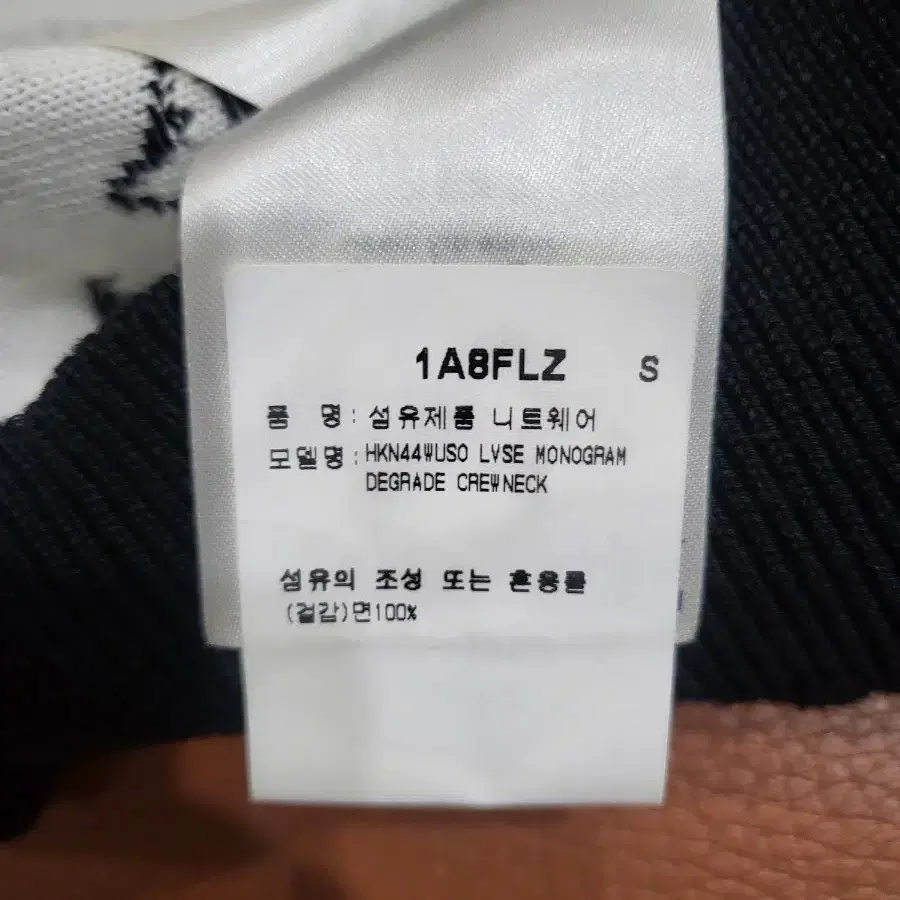 1A8FLZ S
품 명 : 섬유제품 니트웨어
모델명 : HKN44WUSO LVSE MONOGRAM
DEGRADE CREWNECK
섬유의 조성 또는 혼용률
(겉감)면100%